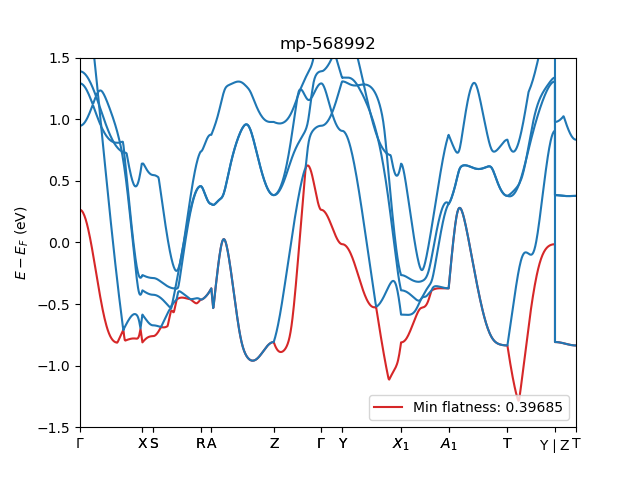 mp-568992
E − E_F (eV)
1.5
1.0
0.5
0.0
−0.5
−1.0
−1.5
Min flatness: 0.39685
Γ X S R A Z Γ Y X₁ A₁ T Y | Z T